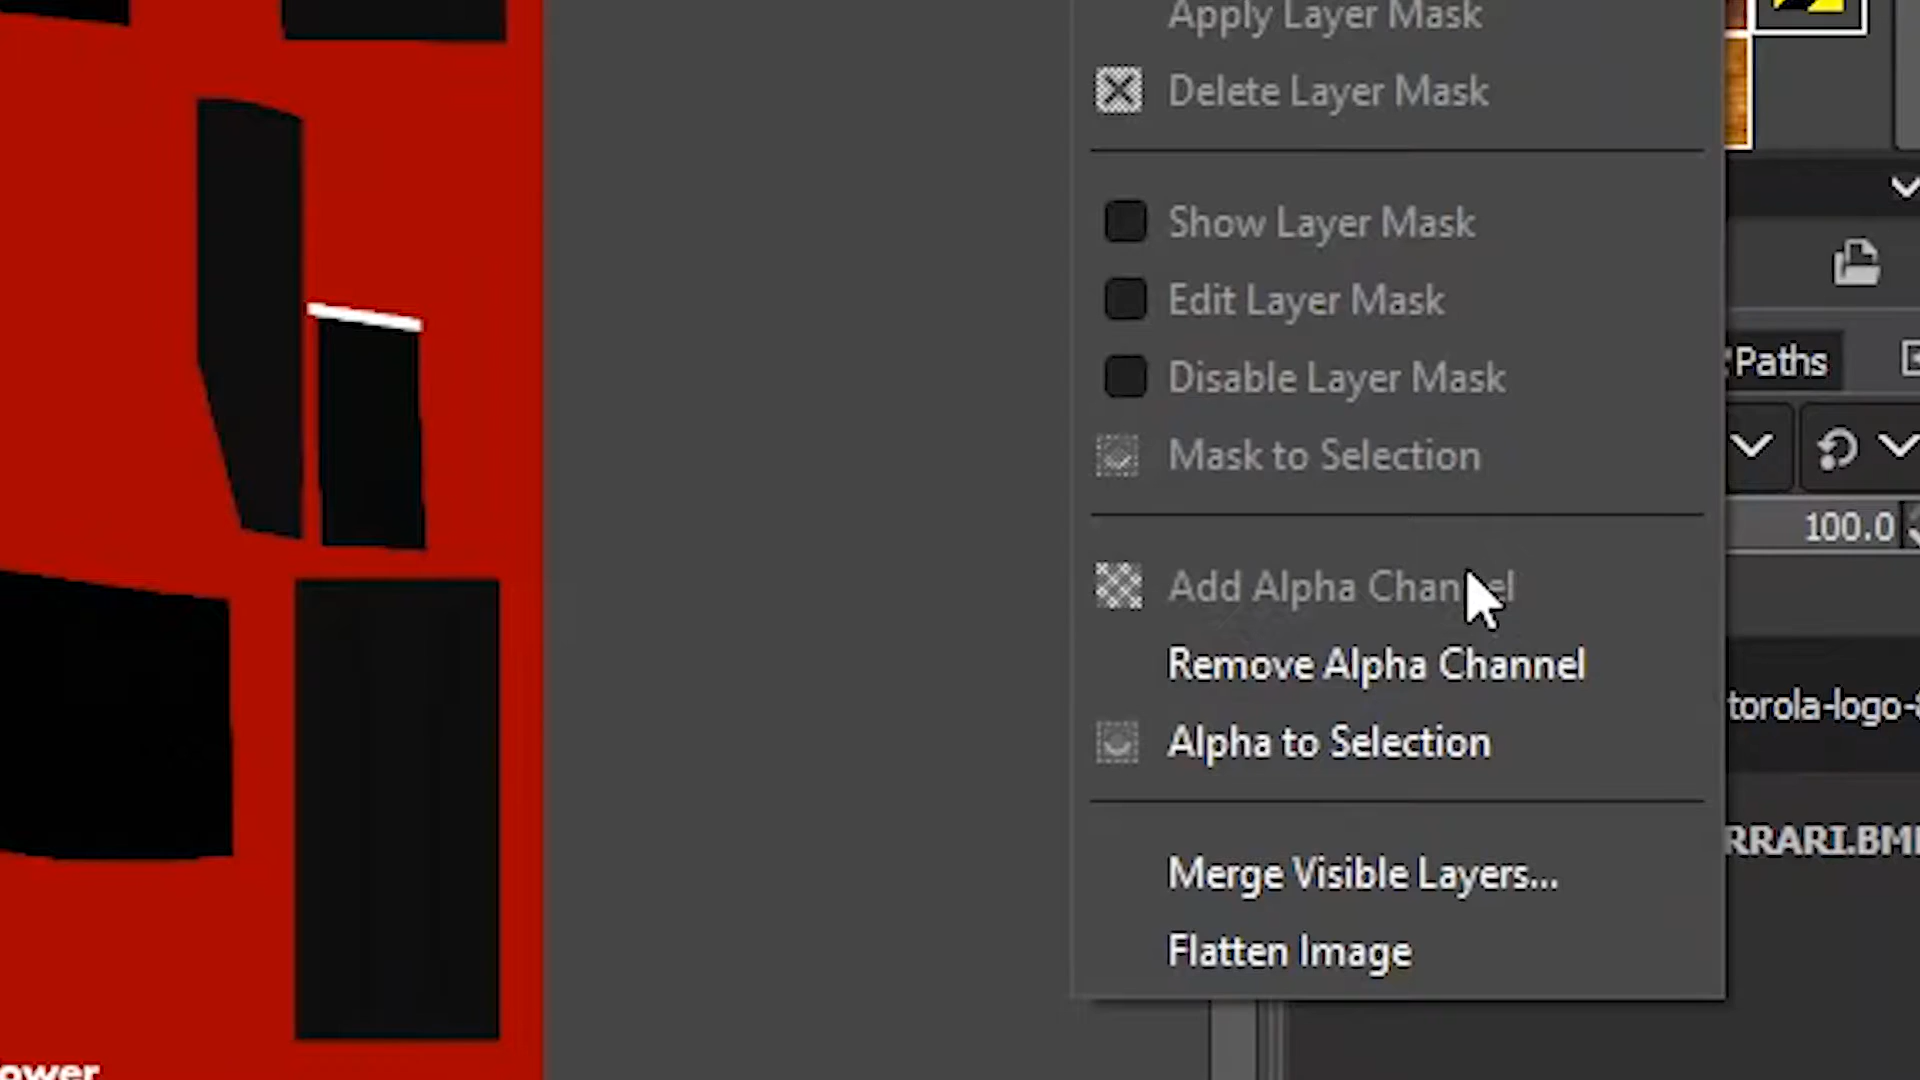 Apply Layer Mask
Delete Layer Mask
Show Layer Mask
Edit Layer Mask
Disable Layer Mask
Mask to Selection
Paths
100.0
Add Alpha Channel
Remove Alpha Channel
torola-logo-
Alpha to Selection
RRARI.BM
Merge Visible Layers...
Flatten Image
ower